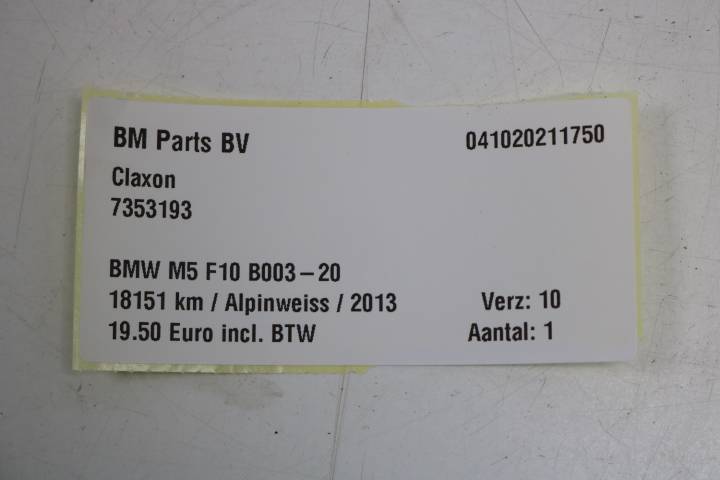 BM Parts BV 041020211750
Claxon
7353193
BMW M5 F10 B003-20
18151 km / Alpinweiss / 2013 Verz: 10
19.50 Euro incl. BTW Aantal: 1